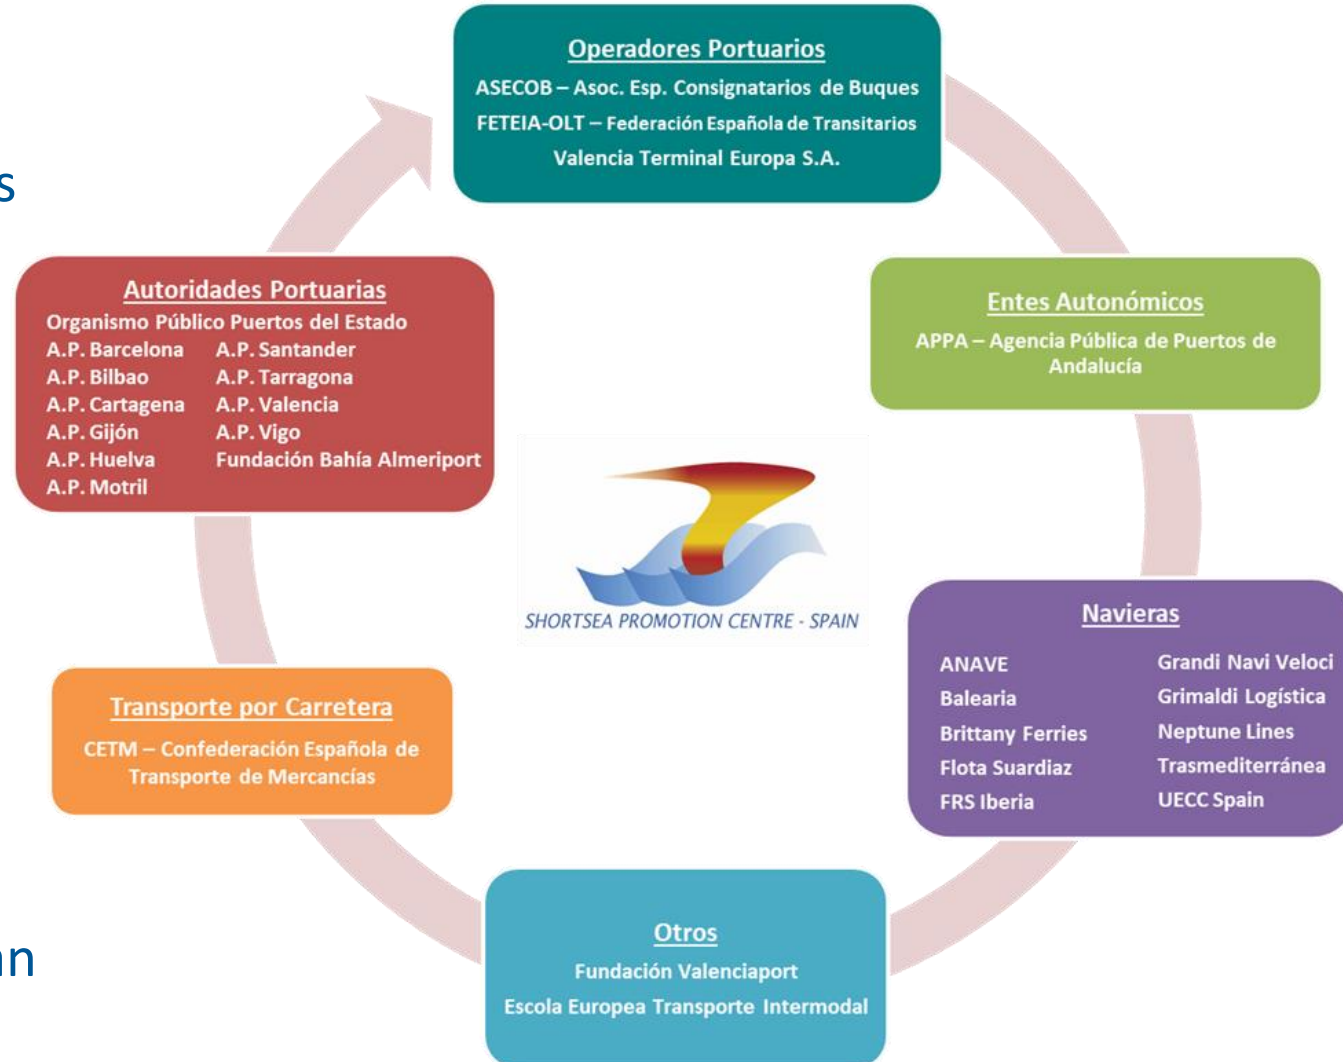 Operadores Portuarios
ASECOB – Asoc. Esp. Consignatarios de Buques
FETEIA-OLT – Federación Española de Transitarios
Valencia Terminal Europa S.A.
s
Autoridades Portuarias
Organismo Público Puertos del Estado
A.P. Barcelona A.P. Santander
A.P. Bilbao A.P. Tarragona
A.P. Cartagena A.P. Valencia
A.P. Gijón A.P. Vigo
A.P. Huelva Fundación Bahía Almeriport
A.P. Motril
Entes Autonómicos
APPA – Agencia Pública de Puertos de
Andalucía
SHORTSEA PROMOTION CENTRE - SPAIN
Navieras
ANAVE Grandi Navi Veloci
Balearia Grimaldi Logística
Brittany Ferries Neptune Lines
Flota Suardiaz Trasmediterránea
FRS Iberia UECC Spain
Transporte por Carretera
CETM – Confederación Española de
Transporte de Mercancías
Otros
Fundación Valenciaport
Escola Europea Transporte Intermodal